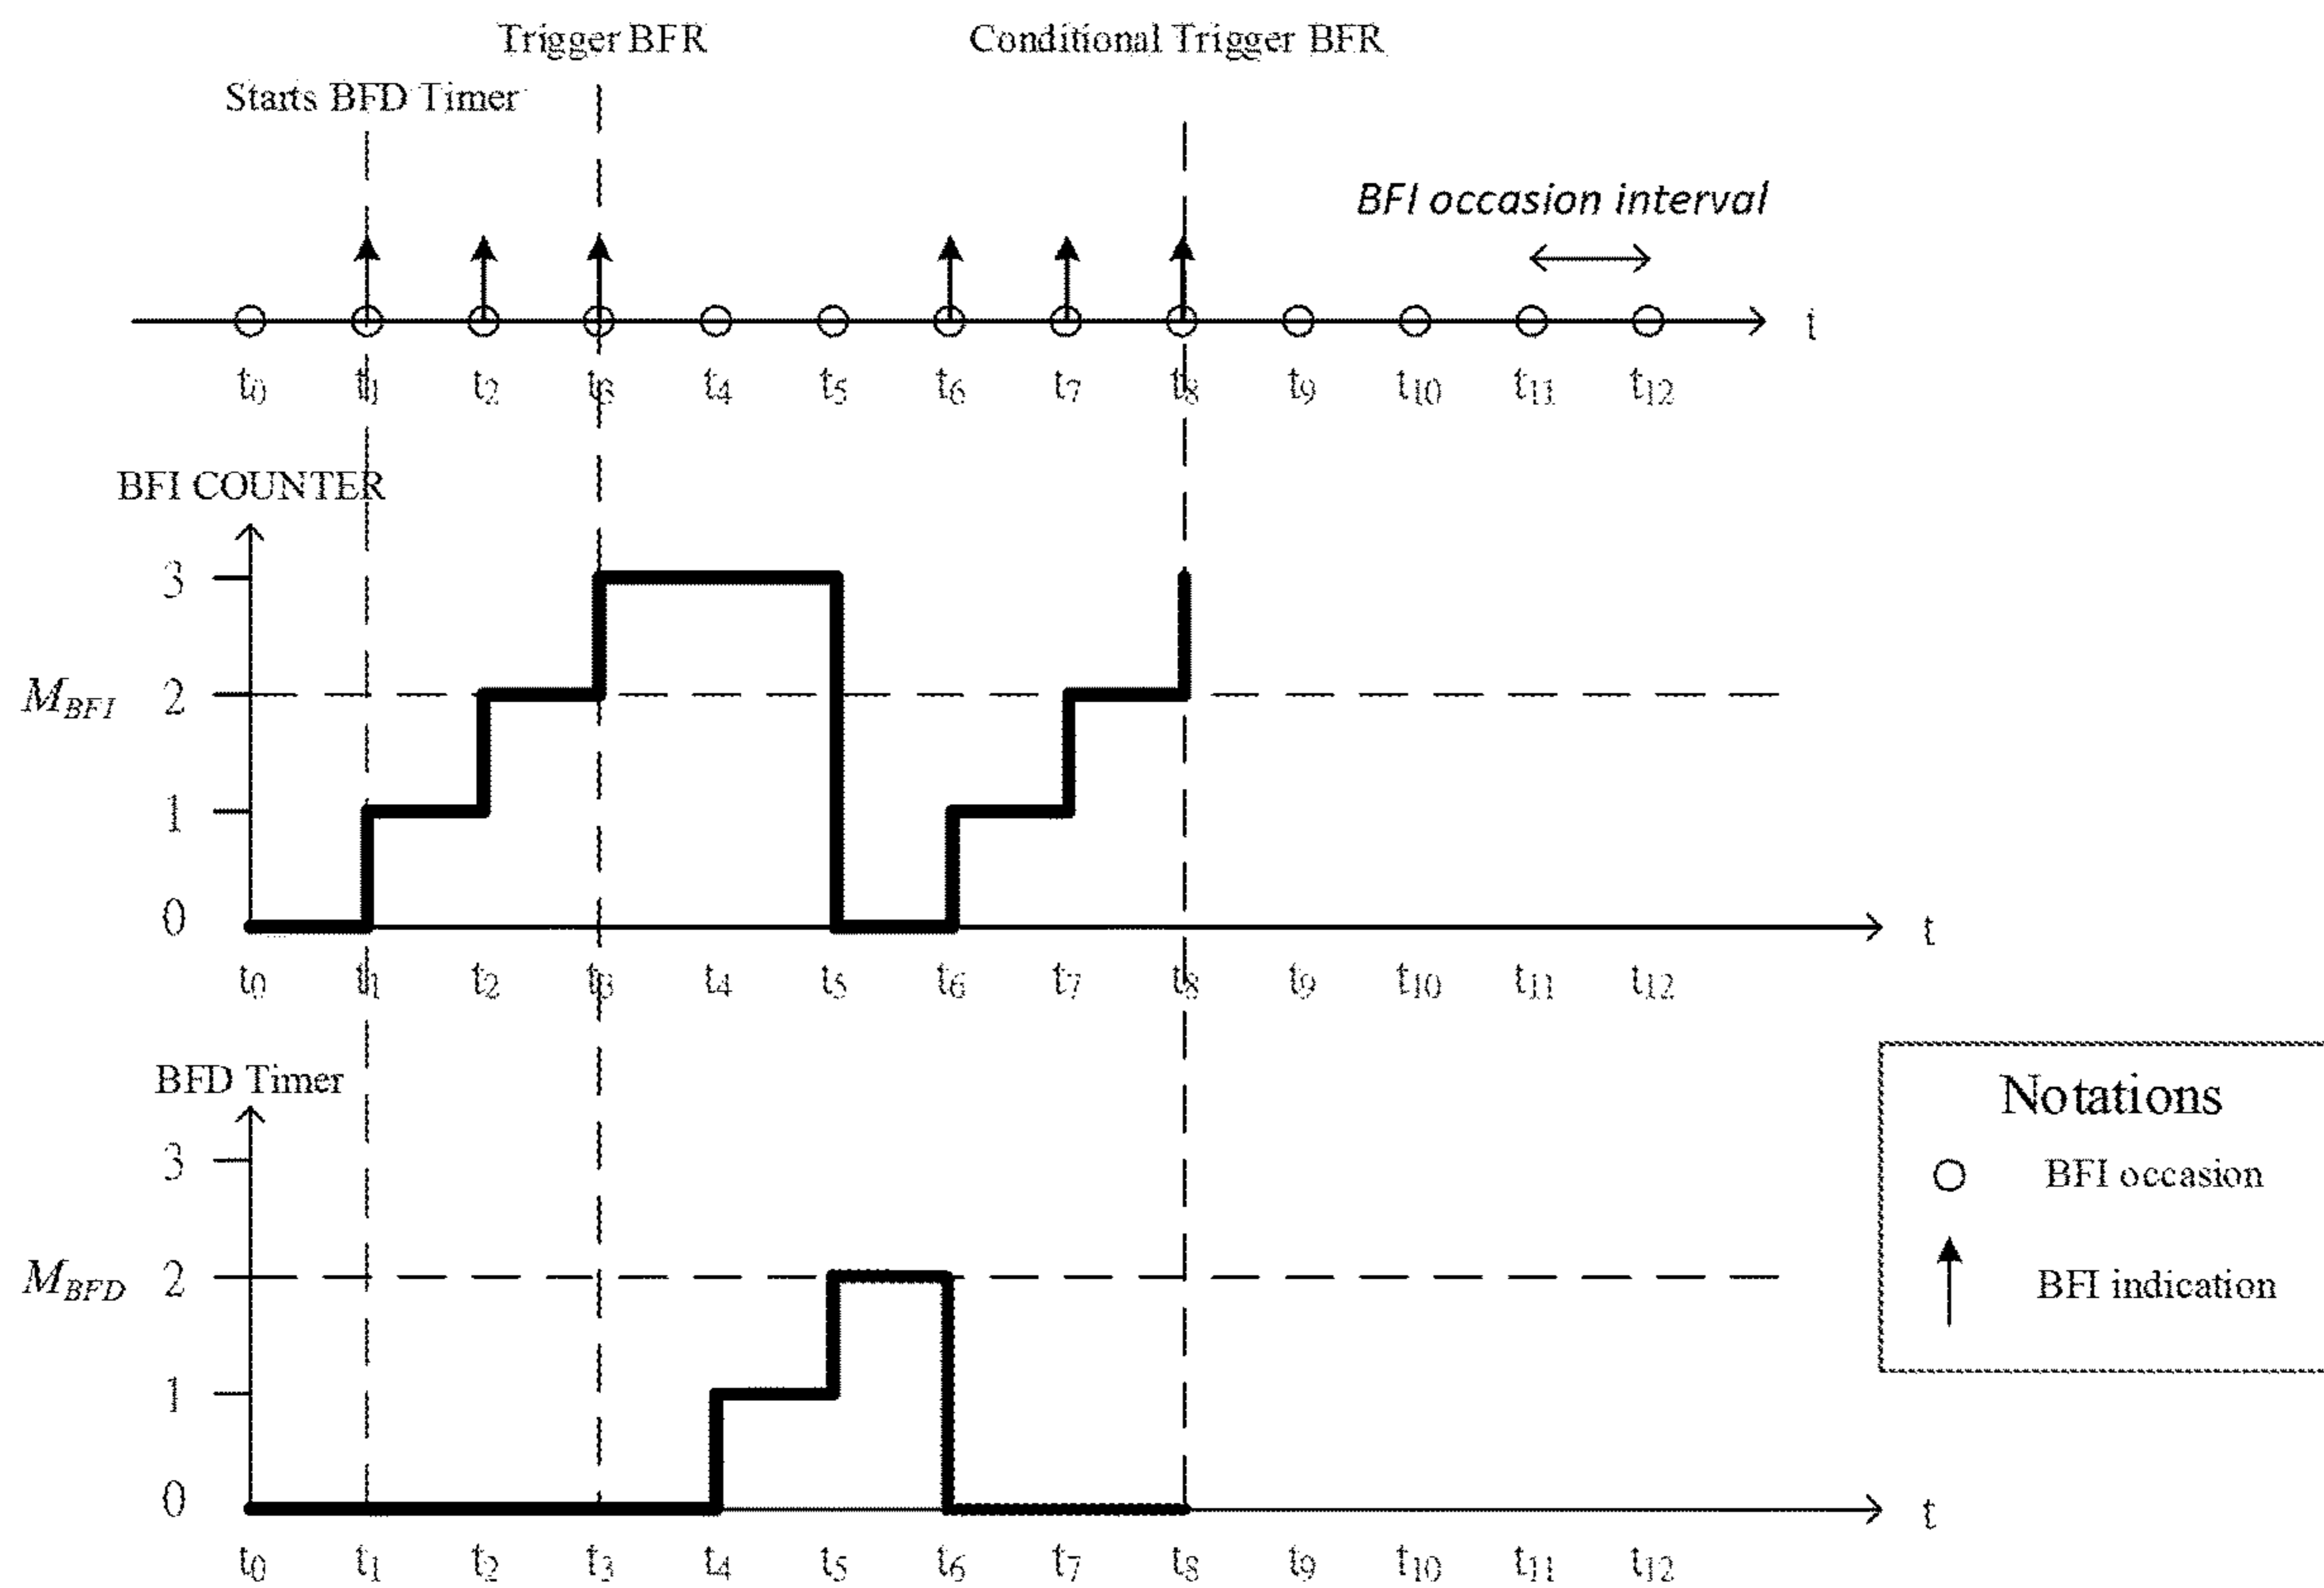 Trigger BFR
Conditional Trigger BFR
Starts BFD Timer
BFI occasion interval
t
t0 t1 t2 t3 t4 t5 t6 t7 t8 t9 t10 t11 t12
BFI COUNTER
3
MBFI 2
1
0
t
t0 t1 t2 t3 t4 t5 t6 t7 t8 t9 t10 t11 t12
BFD Timer
3
MBFD 2
1
0
t
t0 t1 t2 t3 t4 t5 t6 t7 t8 t9 t10 t11 t12
Notations
BFI occasion
BFI indication